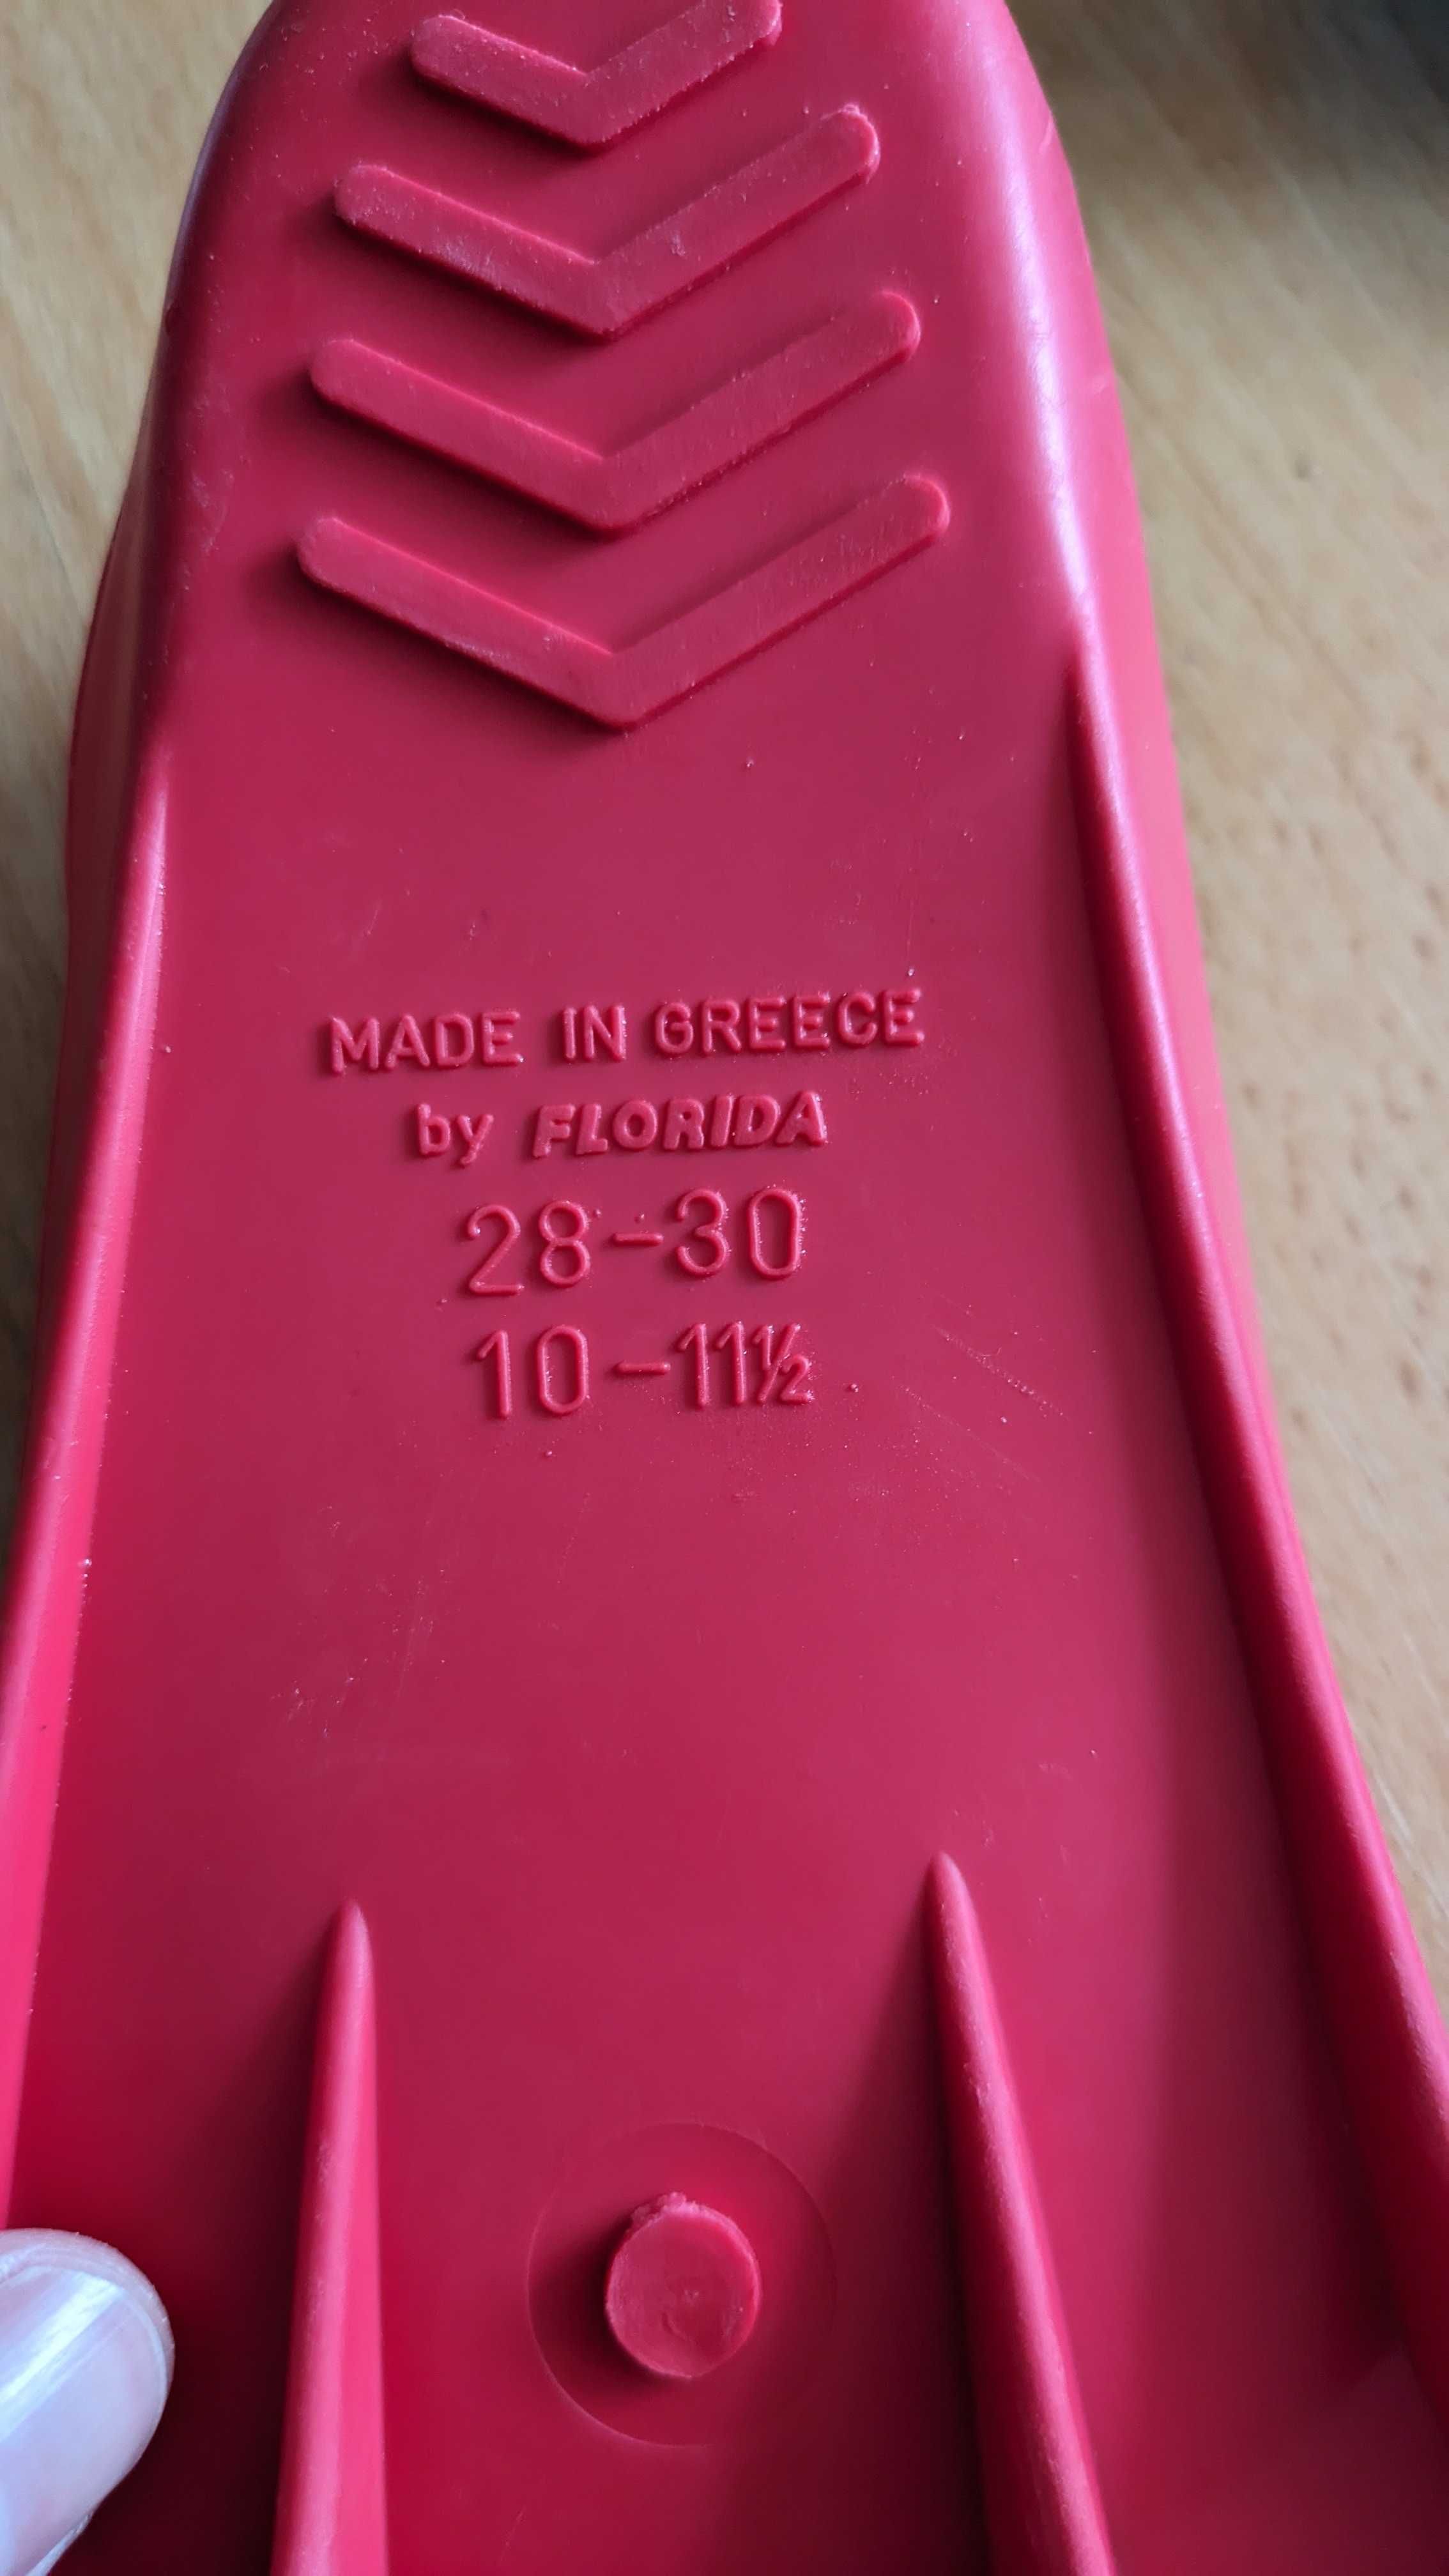 MADE IN GREECE
by FLORIDA
28-30
10-11½